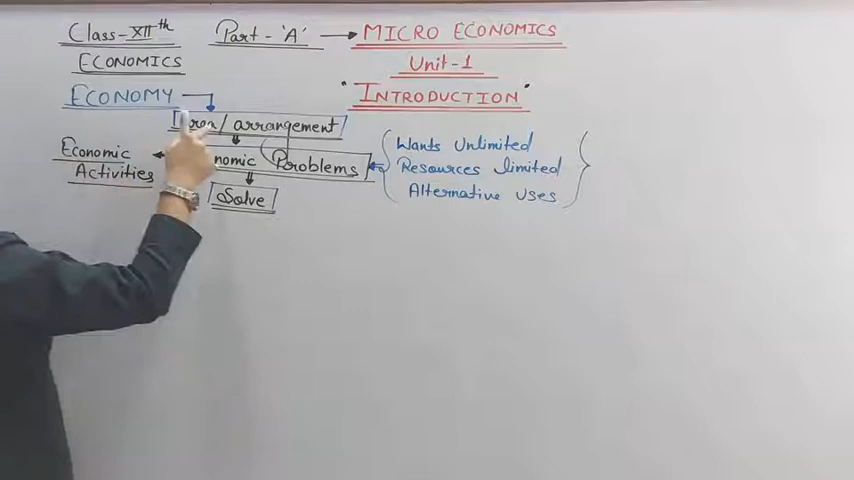 Class-XIIth
Part-'A' → MICRO ECONOMICS
ECONOMICS
Unit-1
ECONOMY
INTRODUCTION
/ arrangement
Economic
Activities
Problems
Solve
Wants Unlimited
Resources limited
Alternative Uses